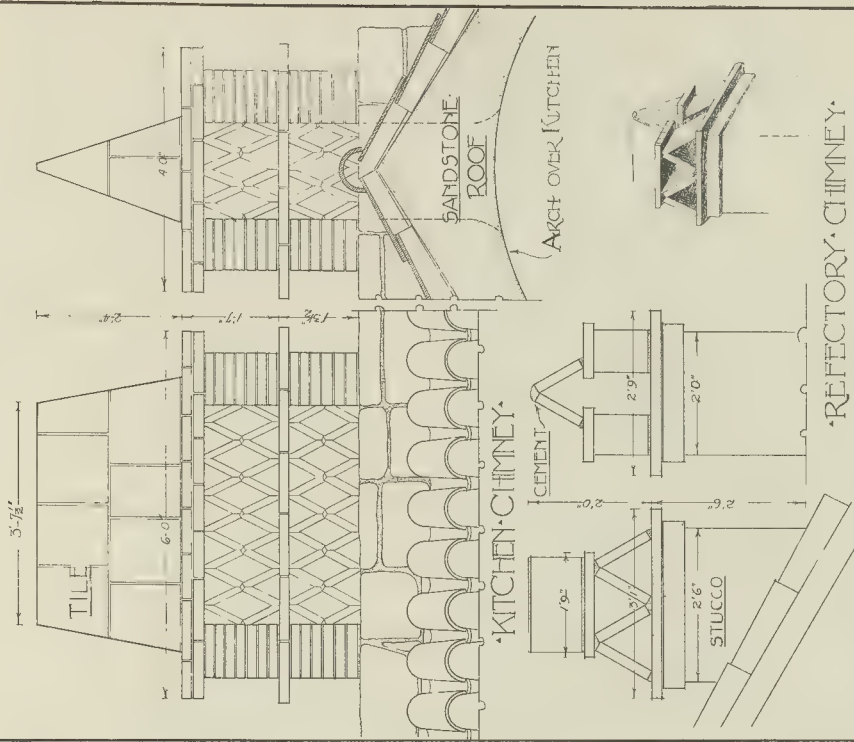 3'-7½"
TILE
6'-0"
2'4"
1'7"
1'3½"
4'0"
SANDSTONE
ROOF
ARCH OVER KITCHEN
·KITCHEN·CHIMNEY·
1'9"
3'1"
2'6"
STUCCO
2'0"
2'6"
CEMENT
2'9"
2'0"
·REFECTORY·CHIMNEY·